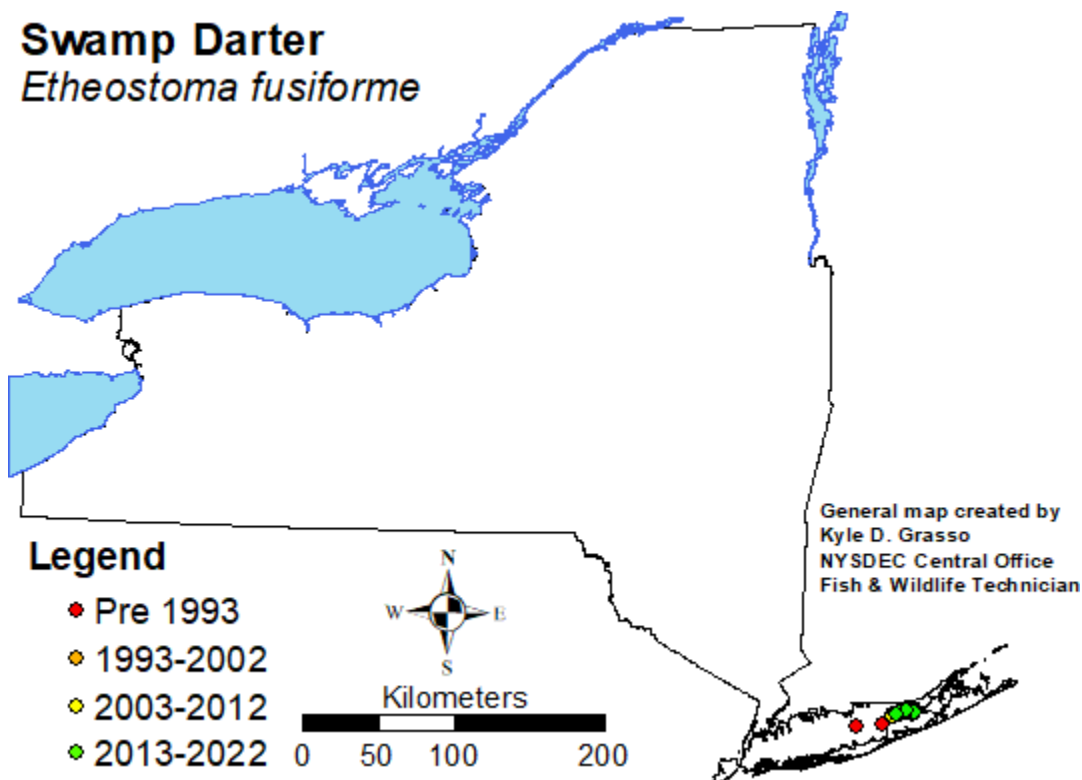 Swamp Darter
Etheostoma fusiforme
General map created by
Kyle D. Grasso
NYSDEC Central Office
Fish & Wildlife Technician
Legend
Pre 1993
1993-2002
2003-2012
2013-2022
N
W E
S
Kilometers
0 50 100 200